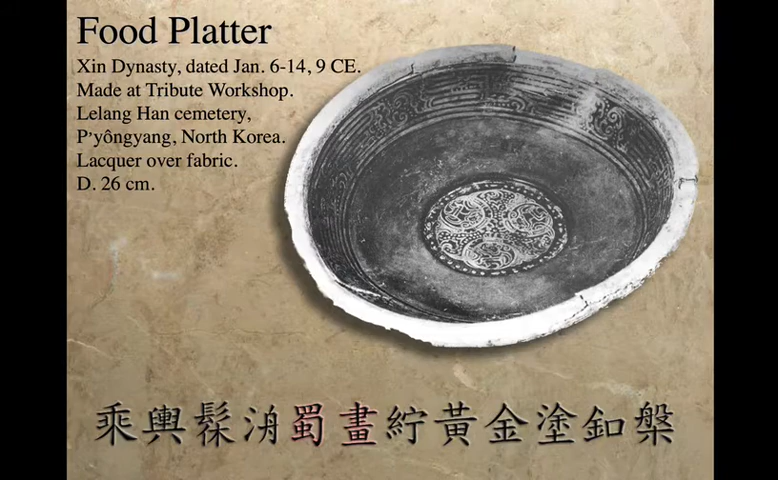 Food Platter
Xin Dynasty, dated Jan. 6-14, 9 CE.
Made at Tribute Workshop.
Lelang Han cemetery,
P’yôngyang, North Korea.
Lacquer over fabric.
D. 26 cm.
乘輿髹洀蜀畫紵黃金塗釦槃